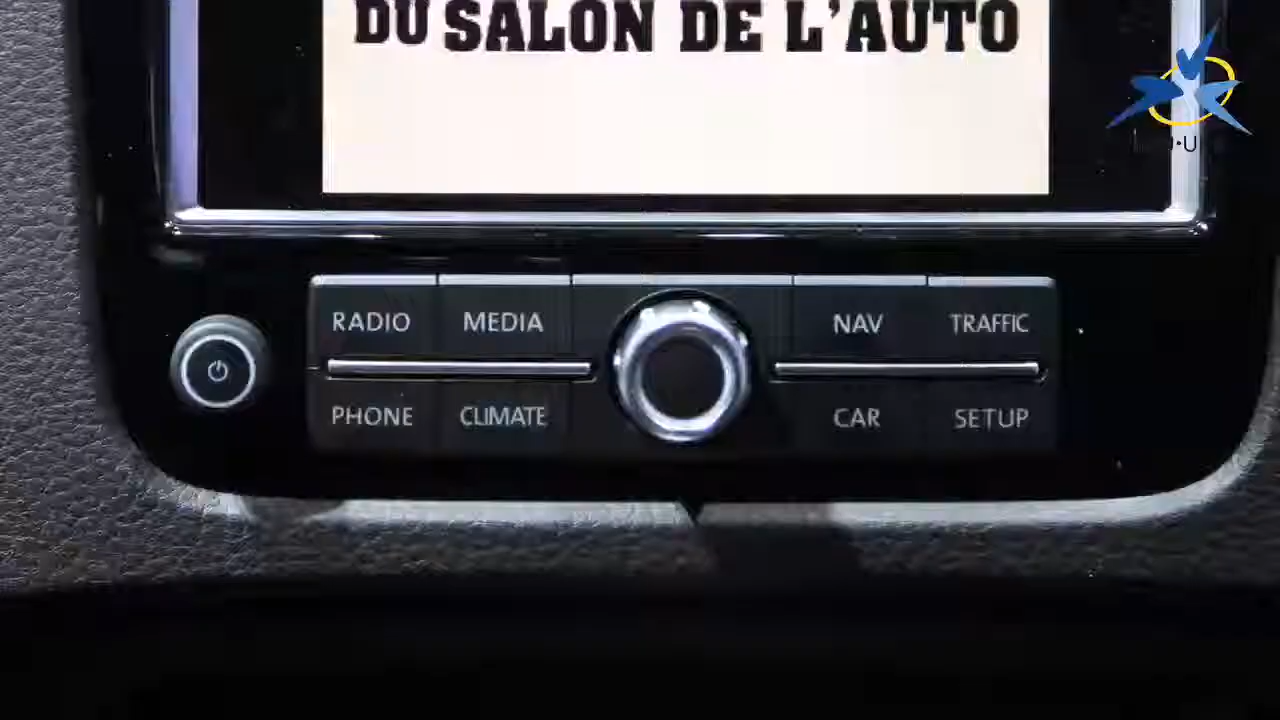 DU SALON DE L'AUTO
RADIO MEDIA NAV TRAFFIC
PHONE CLIMATE CAR SETUP